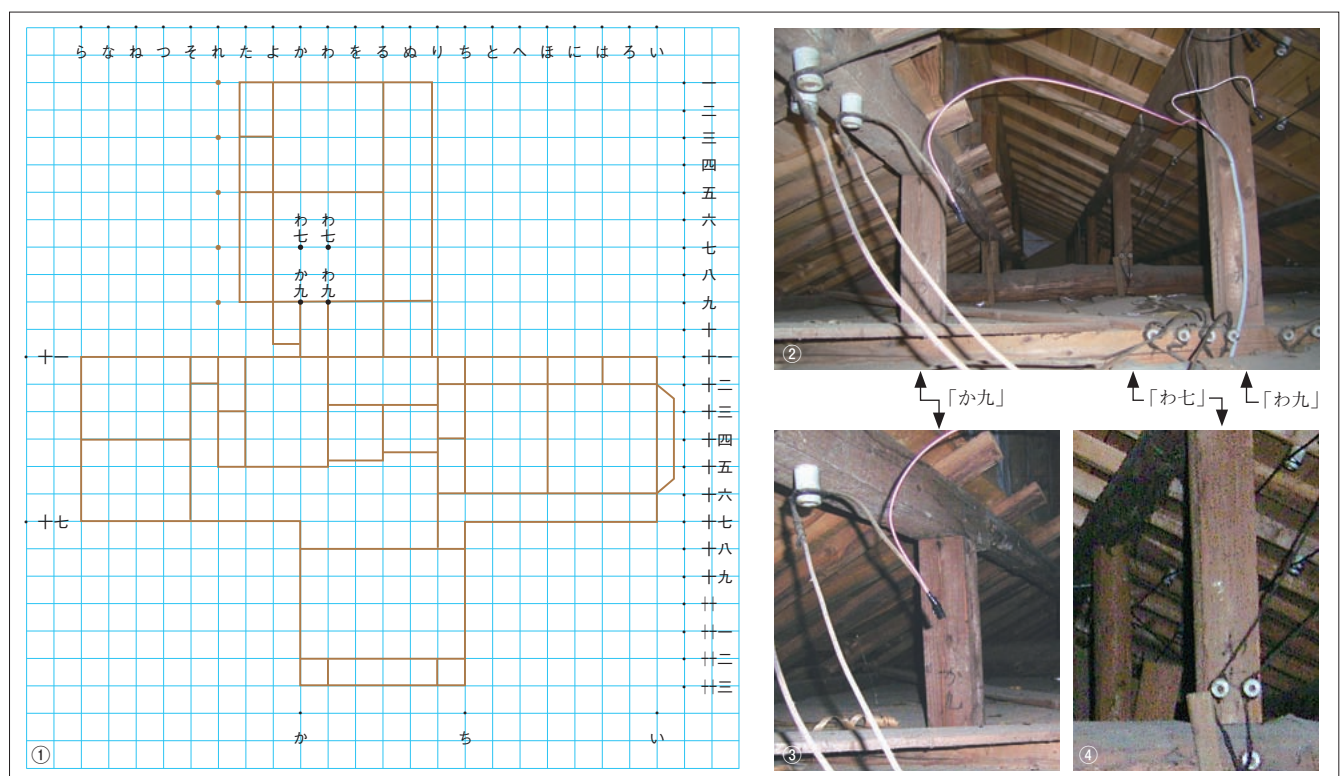 らなねつそれたよかわをるぬりちとへほにはろい
一
二
三
四
五
六
七
八
九
十
十一
十二
十三
十四
十五
十六
十七
十八
十九
卄
卄一
卄二
卄三
わ七
わ七
か九
わ九
十一
十七
か
ち
い
①
②
「か九」
「わ七」
「わ九」
③
④